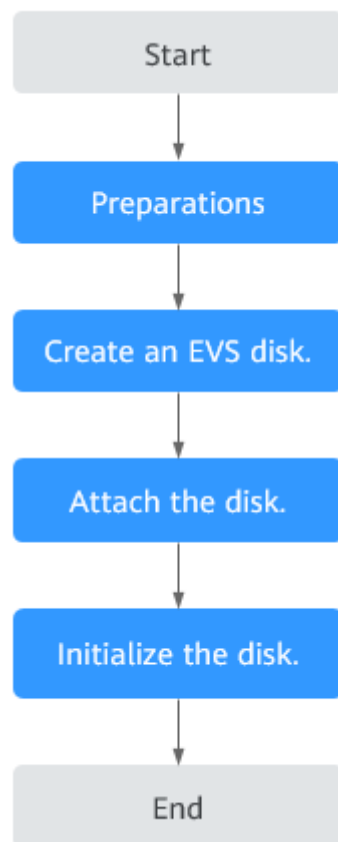 Start
Preparations
Create an EVS disk.
Attach the disk.
Initialize the disk.
End